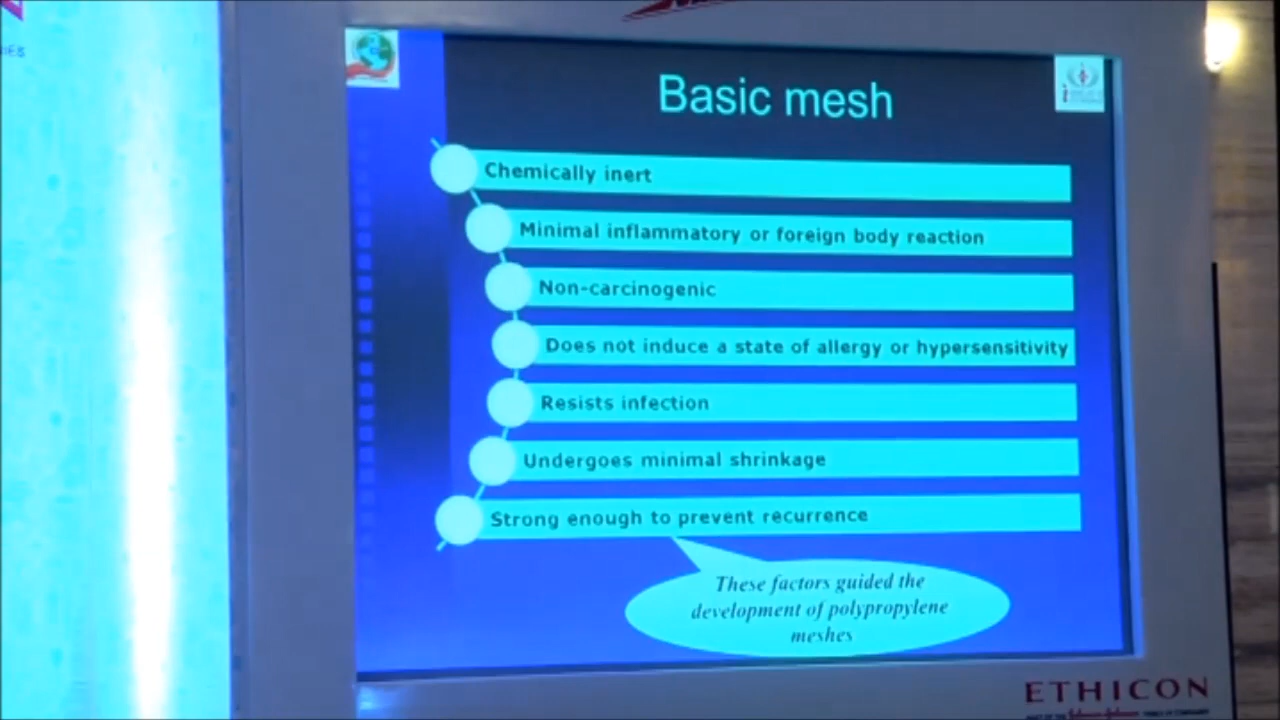 Basic mesh
Chemically inert
Minimal inflammatory or foreign body reaction
Non-carcinogenic
Does not induce a state of allergy or hypersensitivity
Resists infection
Undergoes minimal shrinkage
Strong enough to prevent recurrence
These factors guided the
development of polypropylene
meshes
ETHICON